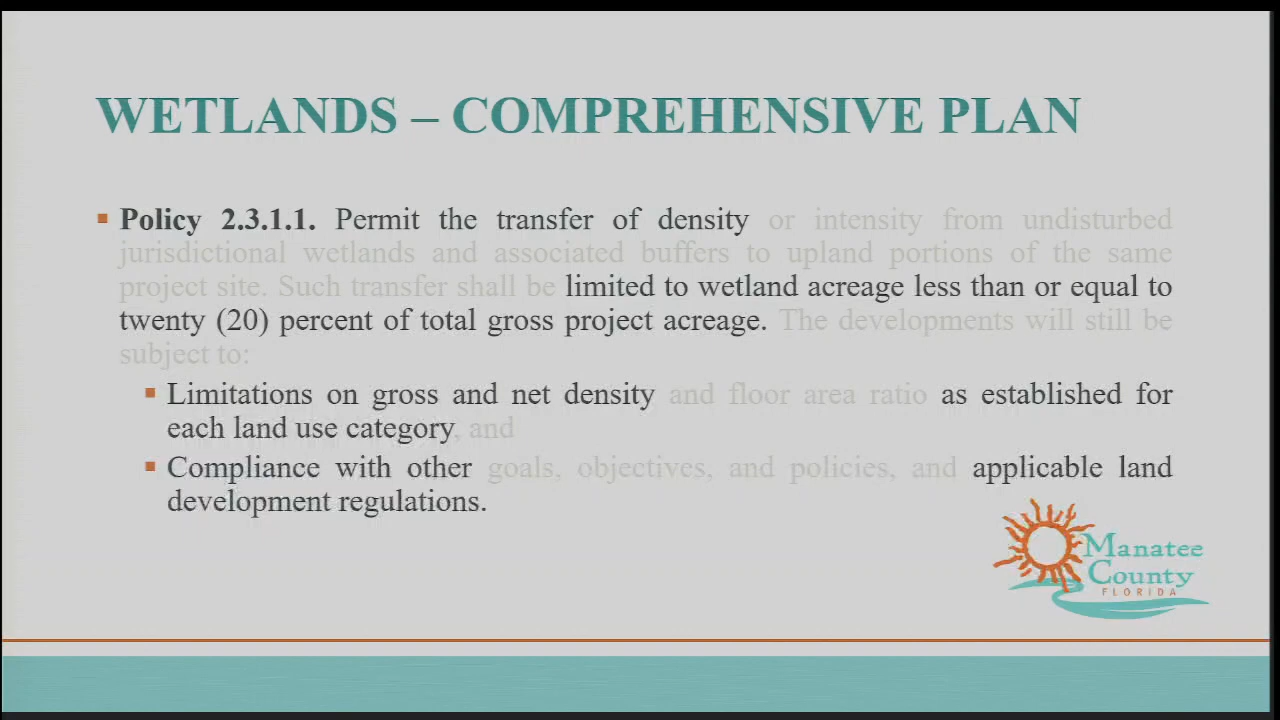 WETLANDS – COMPREHENSIVE PLAN
▪ Policy 2.3.1.1. Permit the transfer of density or intensity from undisturbed
jurisdictional wetlands and associated buffers to upland portions of the same
project site. Such transfer shall be limited to wetland acreage less than or equal to
twenty (20) percent of total gross project acreage. The developments will still be
subject to:
▪ Limitations on gross and net density and floor area ratio as established for
each land use category, and
▪ Compliance with other goals, objectives, and policies, and applicable land
development regulations.
Manatee
County
FLORIDA